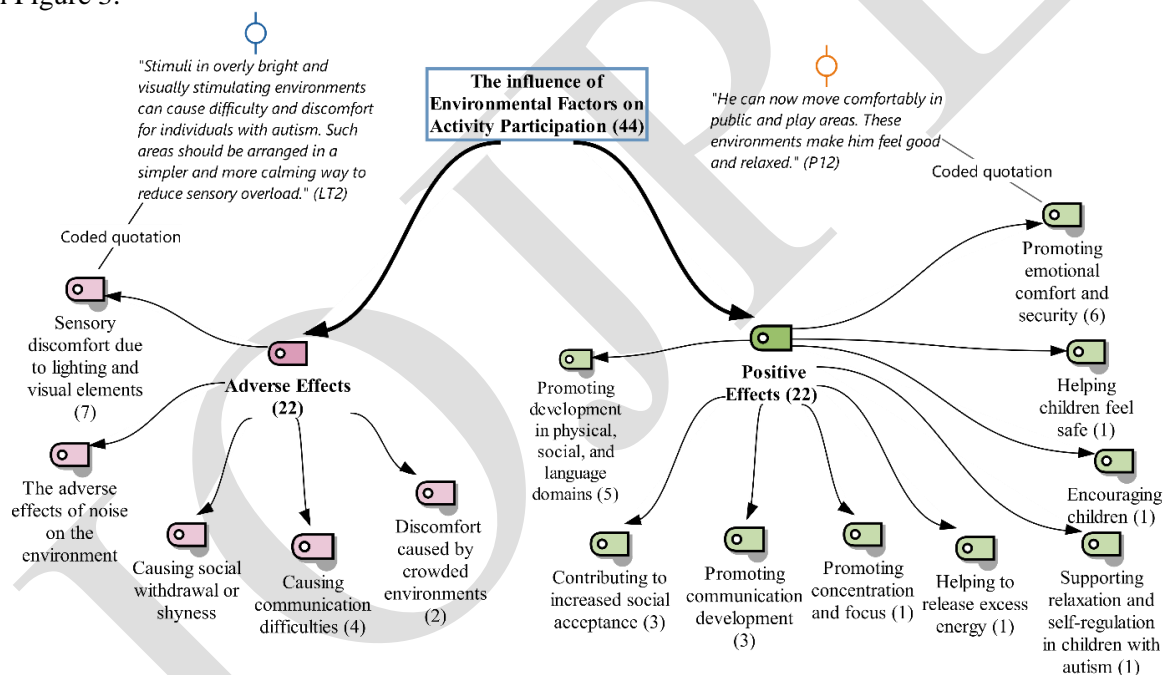 n Figure 3.
"Stimuli in overly bright and
visually stimulating environments
can cause difficulty and discomfort
for individuals with autism. Such
areas should be arranged in a
simpler and more calming way to
reduce sensory overload." (LT2)
The influence of
Environmental Factors on
Activity Participation (44)
"He can now move comfortably in
public and play areas. These
environments make him feel good
and relaxed." (P12)
Coded quotation
Coded quotation
Sensory
discomfort due
to lighting and
visual elements
(7)
Adverse Effects
(22)
The adverse
effects of noise
on the
environment
Causing social
withdrawal or
shyness
Causing
communication
difficulties (4)
Discomfort
caused by
crowded
environments
(2)
Positive
Effects (22)
Promoting
emotional
comfort and
security (6)
Helping
children feel
safe (1)
Encouraging
children (1)
Promoting
development
in physical,
social, and
language
domains (5)
Contributing to
increased social
acceptance (3)
Promoting
communication
development
(3)
Promoting
concentration
and focus (1)
Helping to
release excess
energy (1)
Supporting
relaxation and
self-regulation
in children with
autism (1)